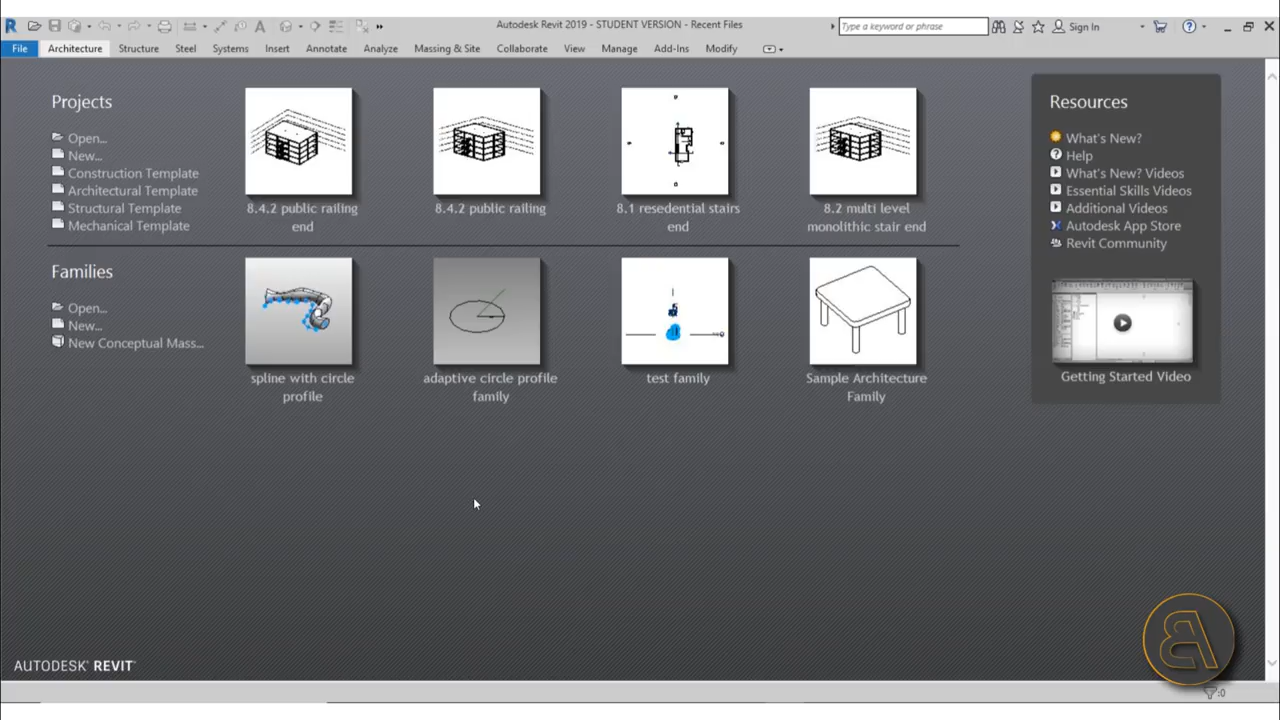 Autodesk Revit 2019 - STUDENT VERSION - Recent Files
Type a keyword or phrase
Sign In
File
Architecture
Structure
Steel
Systems
Insert
Annotate
Analyze
Massing & Site
Collaborate
View
Manage
Add-Ins
Modify
Projects
Open...
New...
Construction Template
Architectural Template
Structural Template
Mechanical Template
8.4.2 public railing
end
8.4.2 public railing
end
8.1 resedential stairs
end
8.2 multi level
monolithic stair end
Families
Open...
New...
New Conceptual Mass...
spline with circle
profile
adaptive circle profile
family
test family
Sample Architecture
Family
Resources
What's New?
Help
What's New? Videos
Essential Skills Videos
Additional Videos
Autodesk App Store
Revit Community
Getting Started Video
AUTODESK® REVIT®
:0